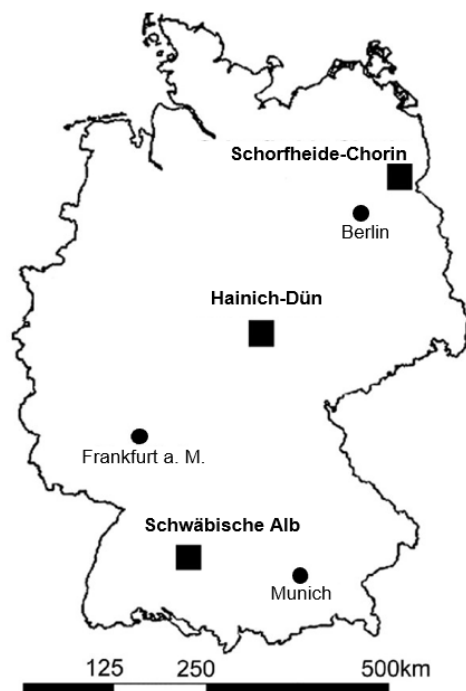 Schorfheide-Chorin
Berlin
Hainich-Dün
Frankfurt a. M.
Schwäbische Alb
Munich
125 250 500km